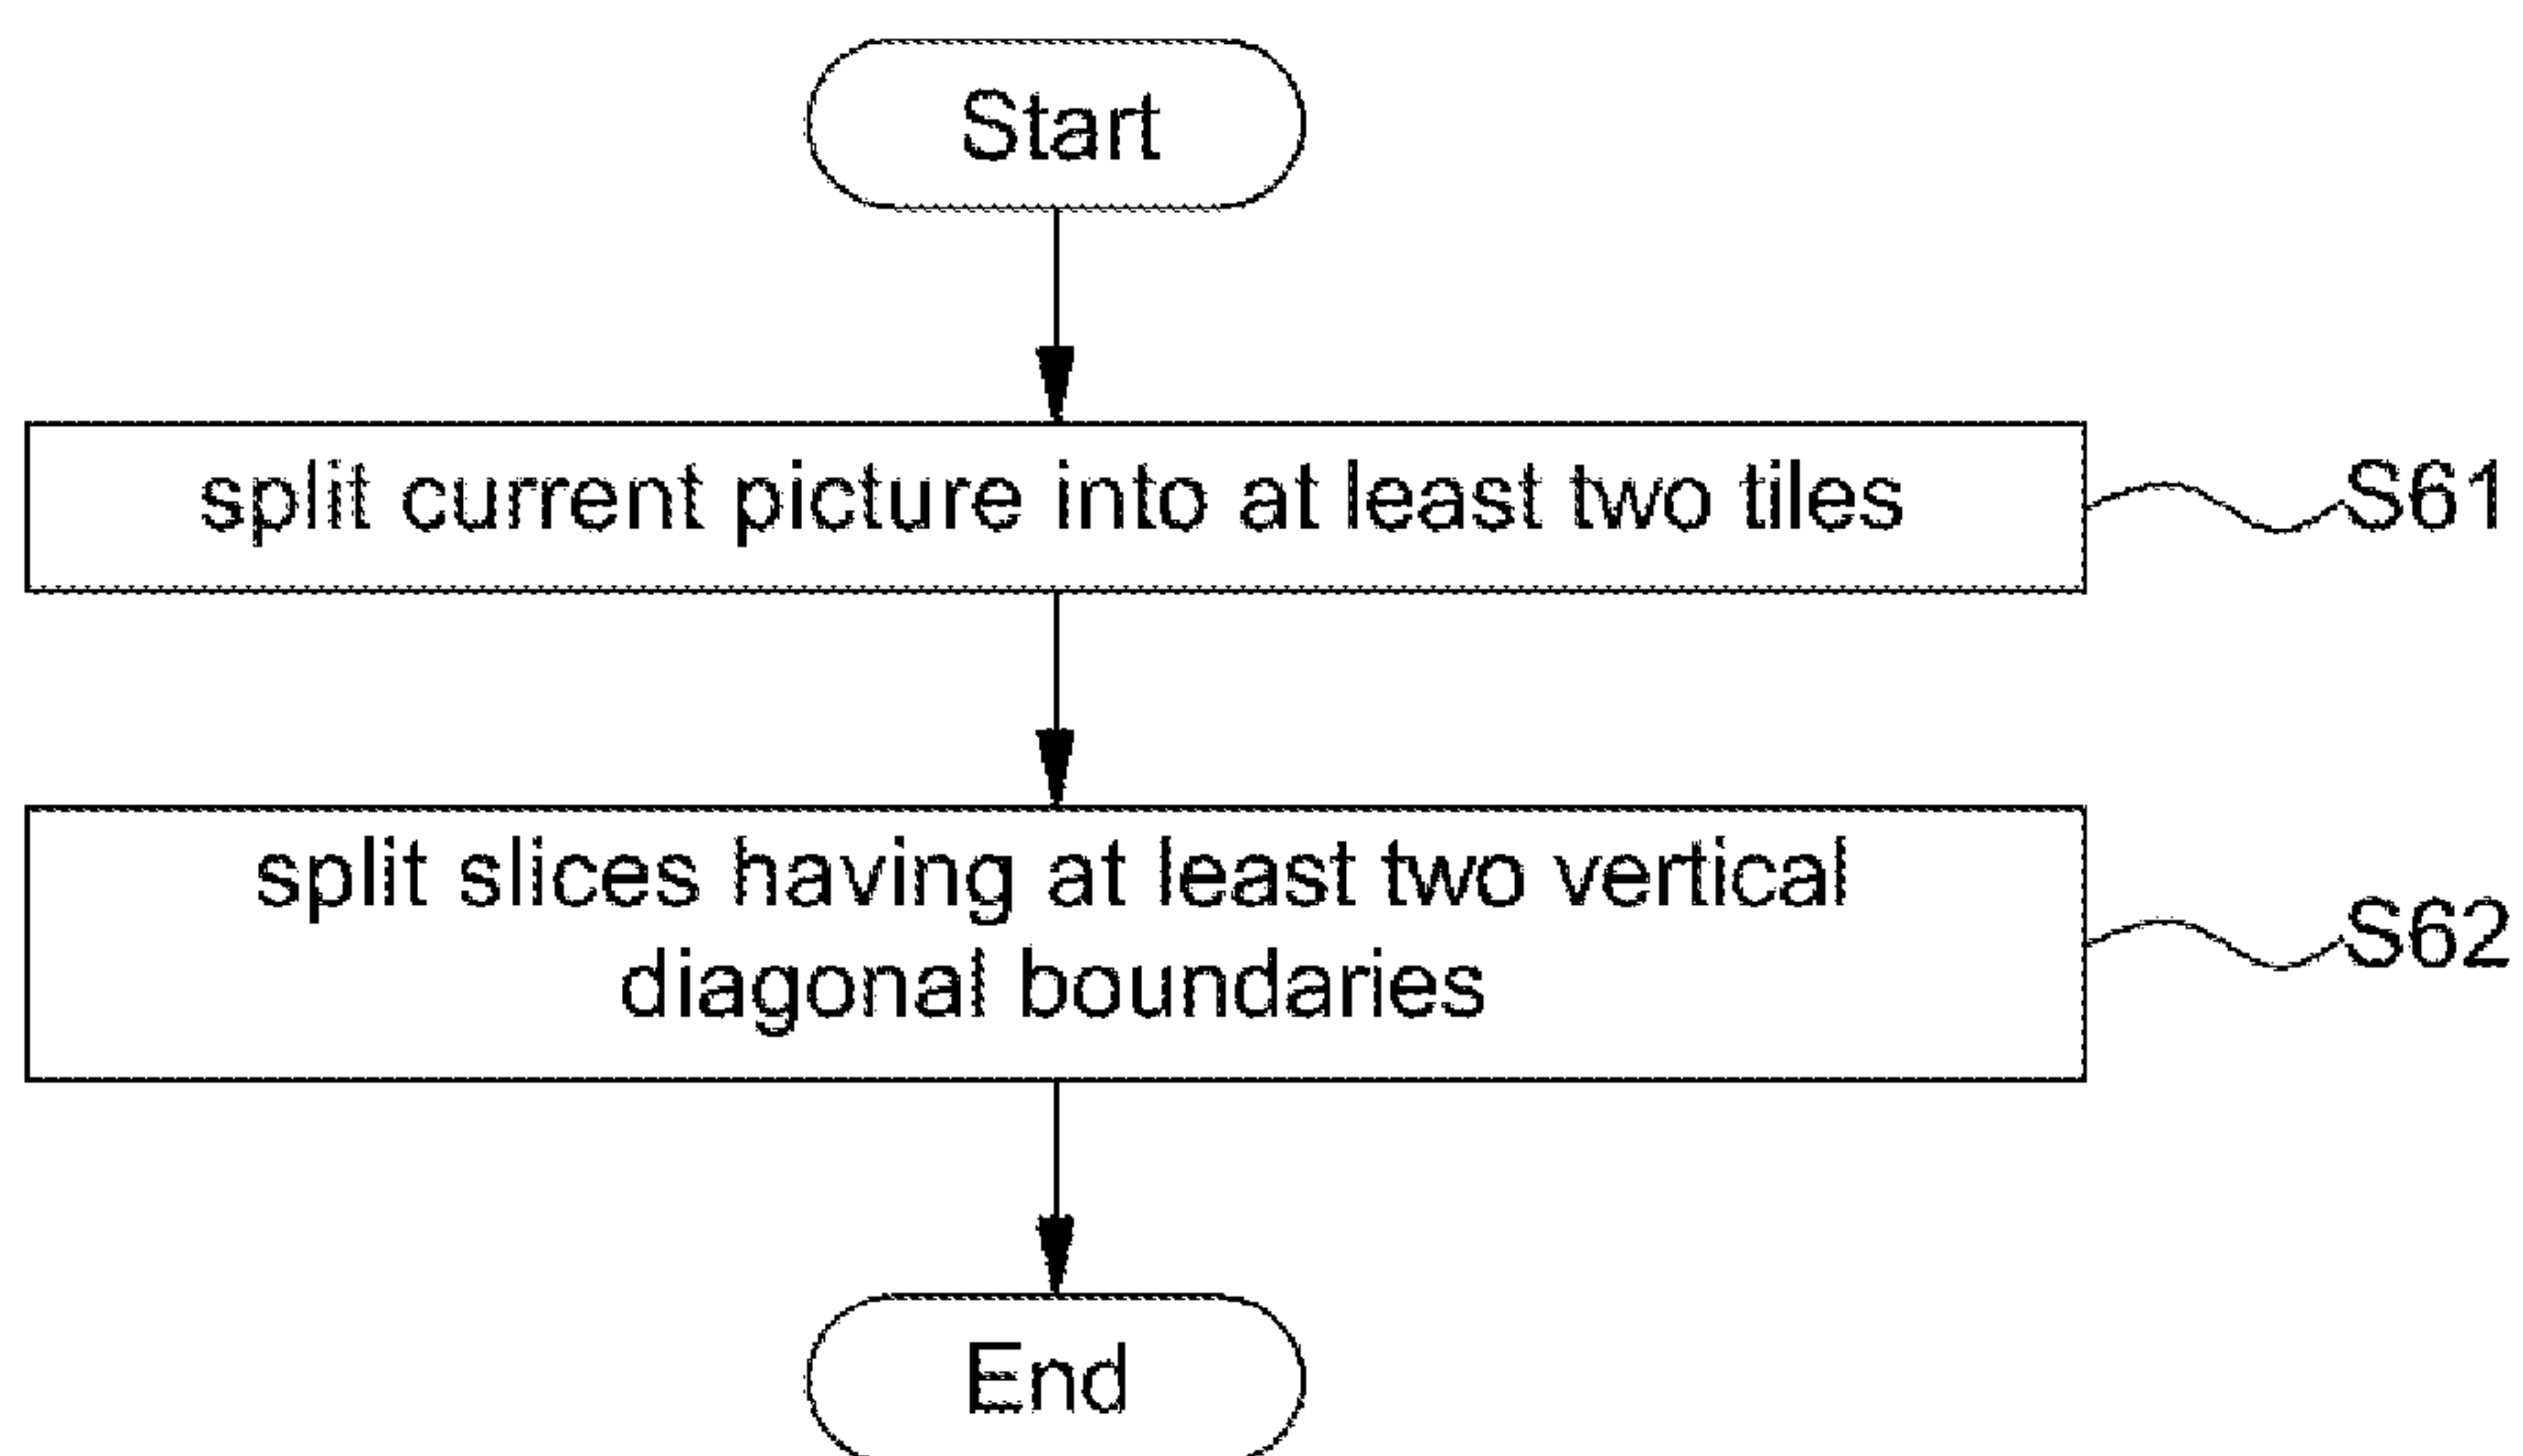 Start
split current picture into at least two tiles
S61
split slices having at least two vertical
diagonal boundaries
S62
End